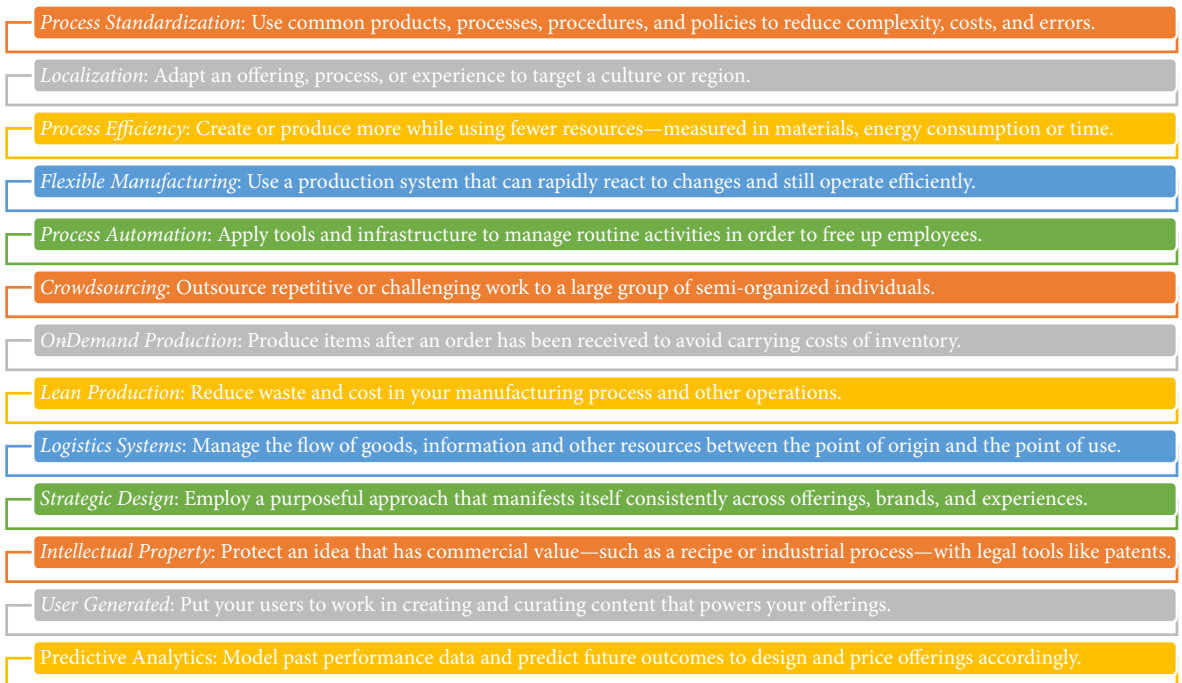 Process Standardization: Use common products, processes, procedures, and policies to reduce complexity, costs, and errors.
Localization: Adapt an offering, process, or experience to target a culture or region.
Process Efficiency: Create or produce more while using fewer resources—measured in materials, energy consumption or time.
Flexible Manufacturing: Use a production system that can rapidly react to changes and still operate efficiently.
Process Automation: Apply tools and infrastructure to manage routine activities in order to free up employees.
Crowdsourcing: Outsource repetitive or challenging work to a large group of semi-organized individuals.
On-Demand Production: Produce items after an order has been received to avoid carrying costs of inventory.
Lean Production: Reduce waste and cost in your manufacturing process and other operations.
Logistics Systems: Manage the flow of goods, information and other resources between the point of origin and the point of use.
Strategic Design: Employ a purposeful approach that manifests itself consistently across offerings, brands, and experiences.
Intellectual Property: Protect an idea that has commercial value—such as a recipe or industrial process—with legal tools like patents.
User Generated: Put your users to work in creating and curating content that powers your offerings.
Predictive Analytics: Model past performance data and predict future outcomes to design and price offerings accordingly.